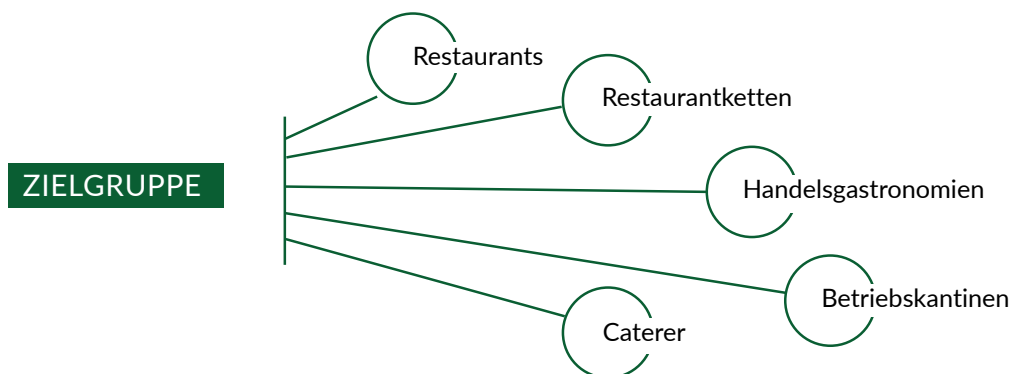 Restaurants
Restaurantketten
ZIELGRUPPE
Handelsgastronomien
Betriebskantinen
Caterer